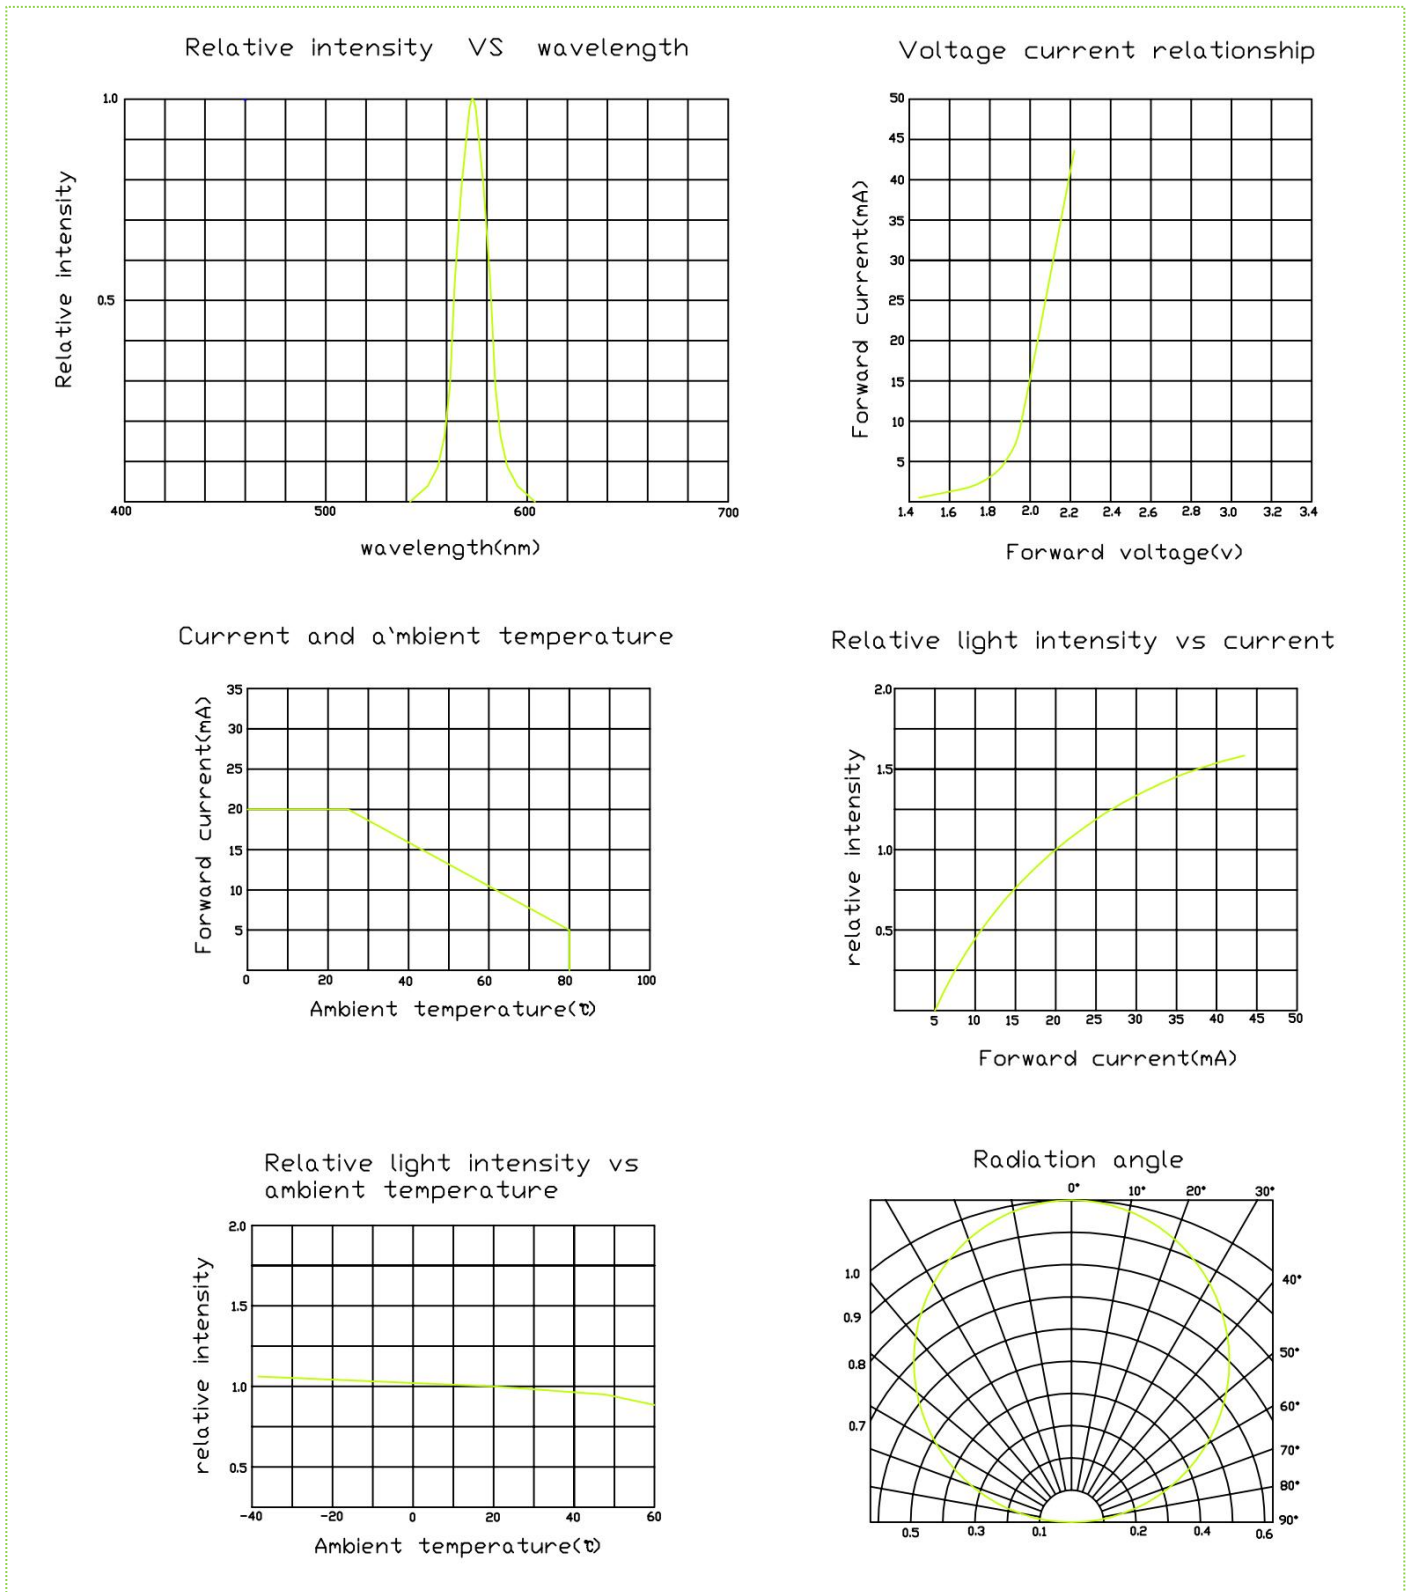 Relative intensity VS wavelength
1.0
0.5
Relative intensity
400 500 600 700
wavelength(nm)
Voltage current relationship
50
45
40
35
30
25
20
15
10
5
Forward current(mA)
1.4 1.6 1.8 2.0 2.2 2.4 2.6 2.8 3.0 3.2 3.4
Forward voltage(v)
Current and a`mbient temperature
35
30
25
20
15
10
5
Forward current(mA)
0 20 40 60 80 100
Ambient temperature(℃)
Relative light intensity vs current
2.0
1.5
1.0
0.5
relative intensity
5 10 15 20 25 30 35 40 45 50
Forward current(mA)
Relative light intensity vs
ambient temperature
2.0
1.5
1.0
0.5
relative intensity
-40 -20 0 20 40 60
Ambient temperature(℃)
Radiation angle
0° 10° 20° 30°
40°
50°
60°
70°
80°
90°
1.0
0.9
0.8
0.7
0.5 0.3 0.1 0.2 0.4 0.6